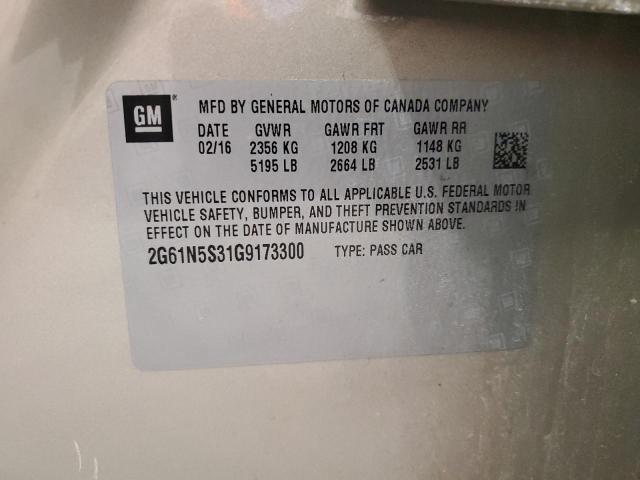 GM
MFD BY GENERAL MOTORS OF CANADA COMPANY
DATE GVWR GAWR FRT GAWR RR
02/16 2356 KG 1208 KG 1148 KG
5195 LB 2664 LB 2531 LB
THIS VEHICLE CONFORMS TO ALL APPLICABLE U.S. FEDERAL MOTOR
VEHICLE SAFETY, BUMPER, AND THEFT PREVENTION STANDARDS IN
EFFECT ON THE DATE OF MANUFACTURE SHOWN ABOVE.
2G61N5S31G9173300 TYPE: PASS CAR